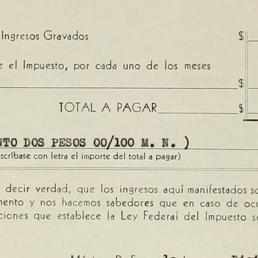 Ingresos Gravados $
e el Impuesto, por cada uno de los meses
$
TOTAL A PAGAR $
NTO DOS PESOS 00/100 M. N. )
scríbase con letra el importe del total a pagar)
decir verdad, que los ingresos aquí manifestados so
mento y nos hacemos sabedores que en caso de ocu
ciones que establece la Ley Federal del Impuesto s